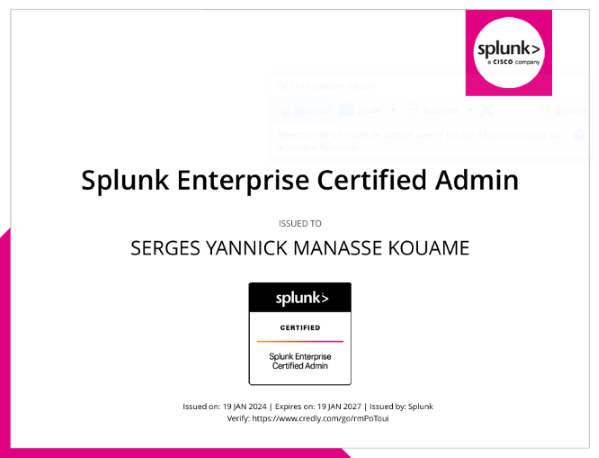 splunk>
a CISCO company
Splunk Enterprise Certified Admin
ISSUED TO
SERGES YANNICK MANASSE KOUAME
splunk>
CERTIFIED
Splunk Enterprise
Certified Admin
Issued on: 19 JAN 2024 | Expires on: 19 JAN 2027 | Issued by: Splunk
Verify: https://www.credly.com/go/rmPoToui